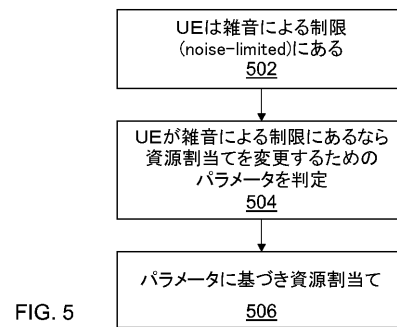 UEは雑音による制限
(noise-limited)にある
502
UEが雑音による制限にあるなら
資源割当てを変更するための
パラメータを判定
504
パラメータに基づき資源割当て
506
FIG. 5